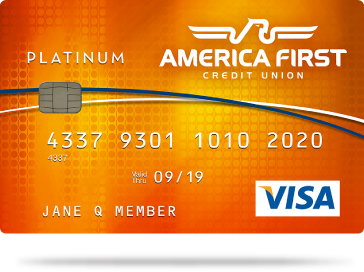 PLATINUM
AMERICA FIRST
CREDIT UNION
4337 9301 1010 2020
4337
Valid Thru 09/19
JANE Q MEMBER
VISA